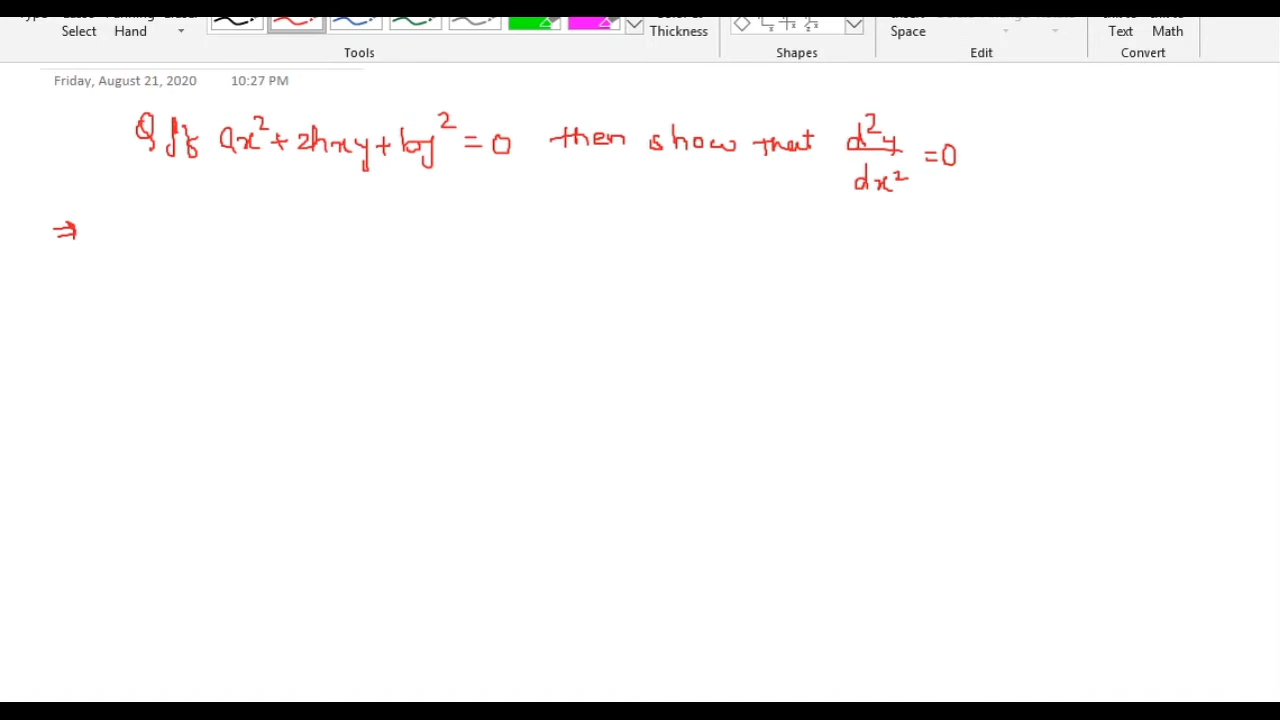 Select Hand Thickness Space Text Math
Tools Shapes Edit Convert
Friday, August 21, 2020 10:27 PM
Q If ax²+2hxy+by²=0 then show that d²y/dx²=0
⇒